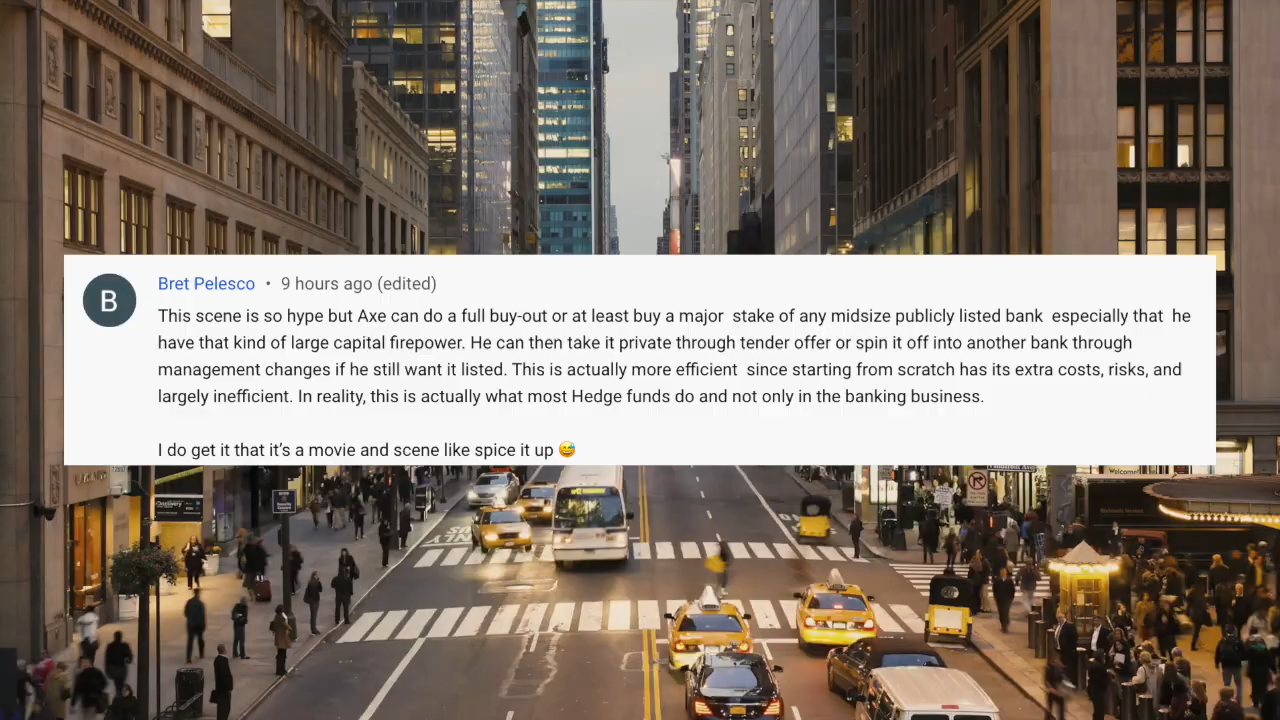 B
Bret Pelesco • 9 hours ago (edited)
This scene is so hype but Axe can do a full buy-out or at least buy a major stake of any midsize publicly listed bank especially that he
have that kind of large capital firepower. He can then take it private through tender offer or spin it off into another bank through
management changes if he still want it listed. This is actually more efficient since starting from scratch has its extra costs, risks, and
largely inefficient. In reality, this is actually what most Hedge funds do and not only in the banking business.
I do get it that it’s a movie and scene like spice it up 😅